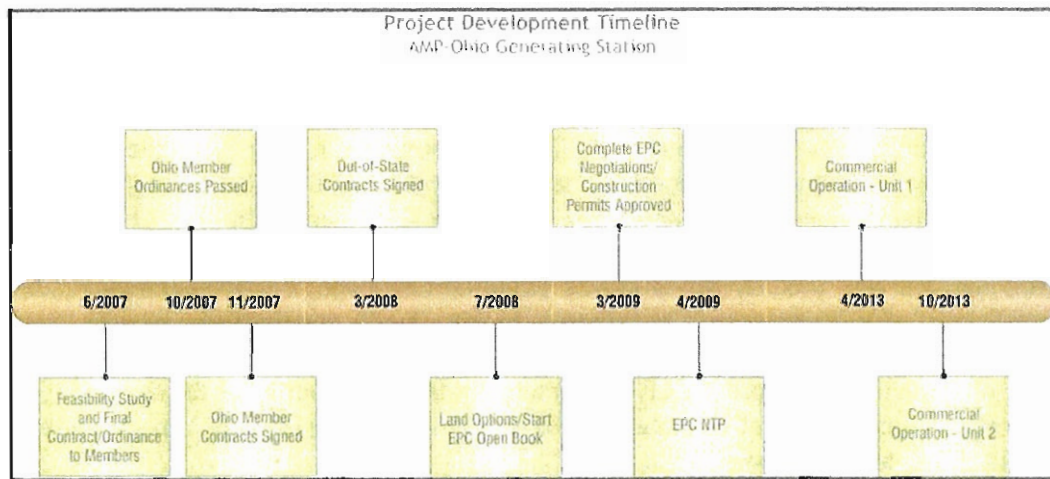 Project Development Timeline
AMP-Ohio Generating Station
Ohio Member
Ordinances Passed
Out-of-State
Contracts Signed
Complete EPC
Negotiations/
Construction
Permits Approved
Commercial
Operation - Unit 1
6/2007 10/2007 11/2007 3/2008 7/2008 3/2009 4/2009 4/2013 10/2013
Feasibility Study
and Final
Contract/Ordinance
to Members
Ohio Member
Contracts Signed
Land Options/Start
EPC Open Book
EPC NTP
Commercial
Operation - Unit 2